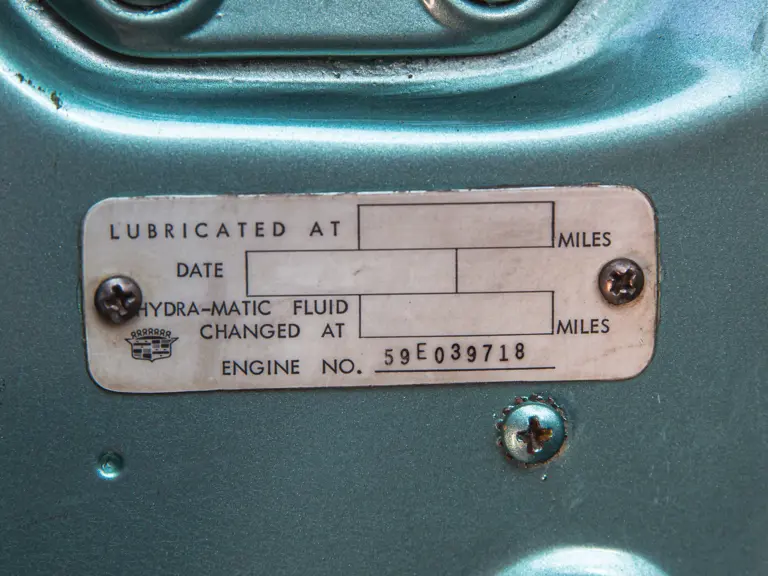 LUBRICATED AT MILES
DATE
HYDRA-MATIC FLUID
CHANGED AT MILES
ENGINE NO. 59E039718